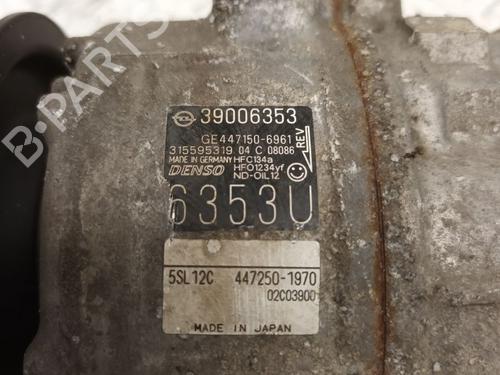 39006353
GE447150-6961
315595319 04 C 08086
MADE IN GERMANY HFC134a
DENSO HFO1234yf
ND-OIL12
REV
6353U
5SL12C 447250-1970
02C03900
MADE IN JAPAN
B-PARTS